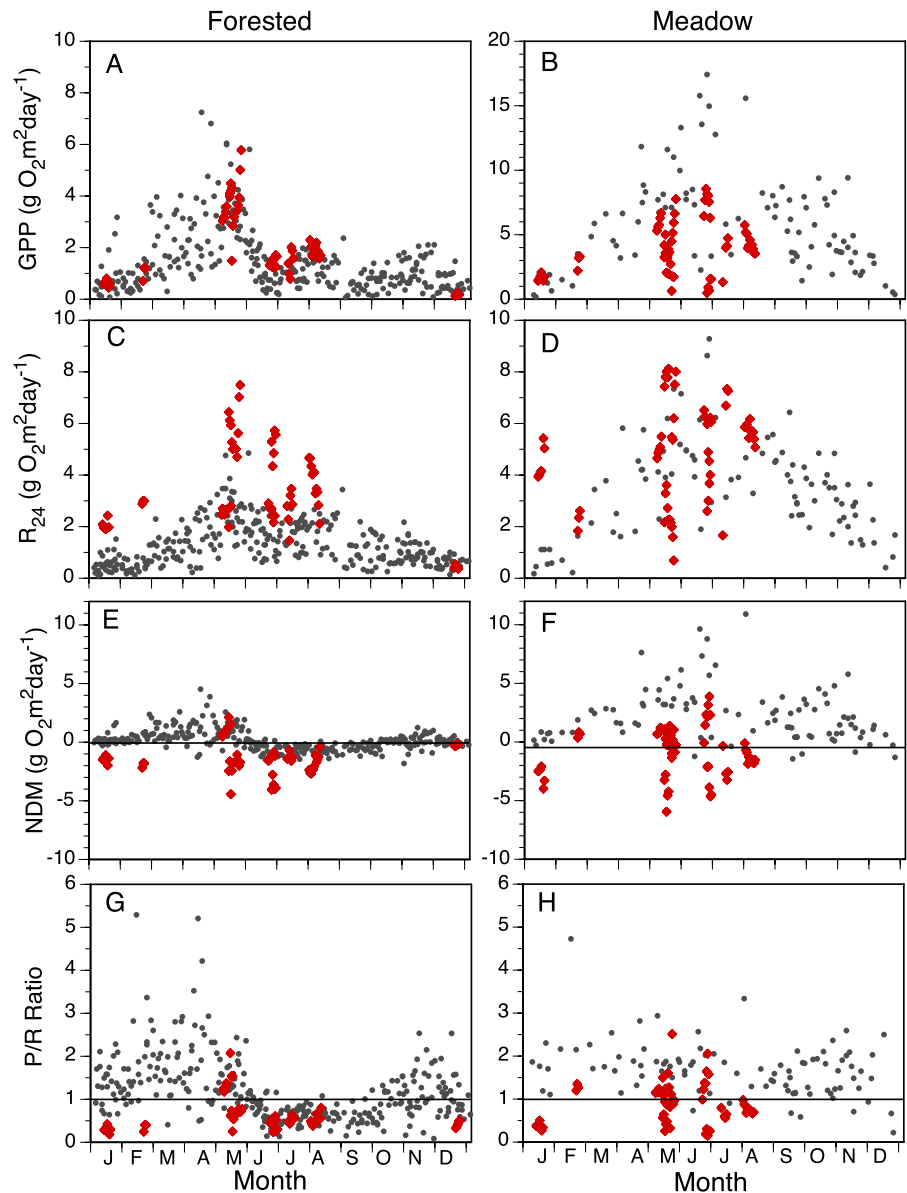 Forested
Meadow
GPP (g O2m2day-1)
10
8
6
4
2
0
A
20
15
10
5
0
B
R24 (g O2m2day-1)
10
8
6
4
2
0
C
10
8
6
4
2
0
D
NDM (g O2m2day-1)
10
5
0
-5
-10
E
10
5
0
-5
-10
F
P/R Ratio
6
5
4
3
2
1
0
G
6
5
4
3
2
1
0
H
J F M A M J J A S O N D
J F M A M J J A S O N D
Month
Month